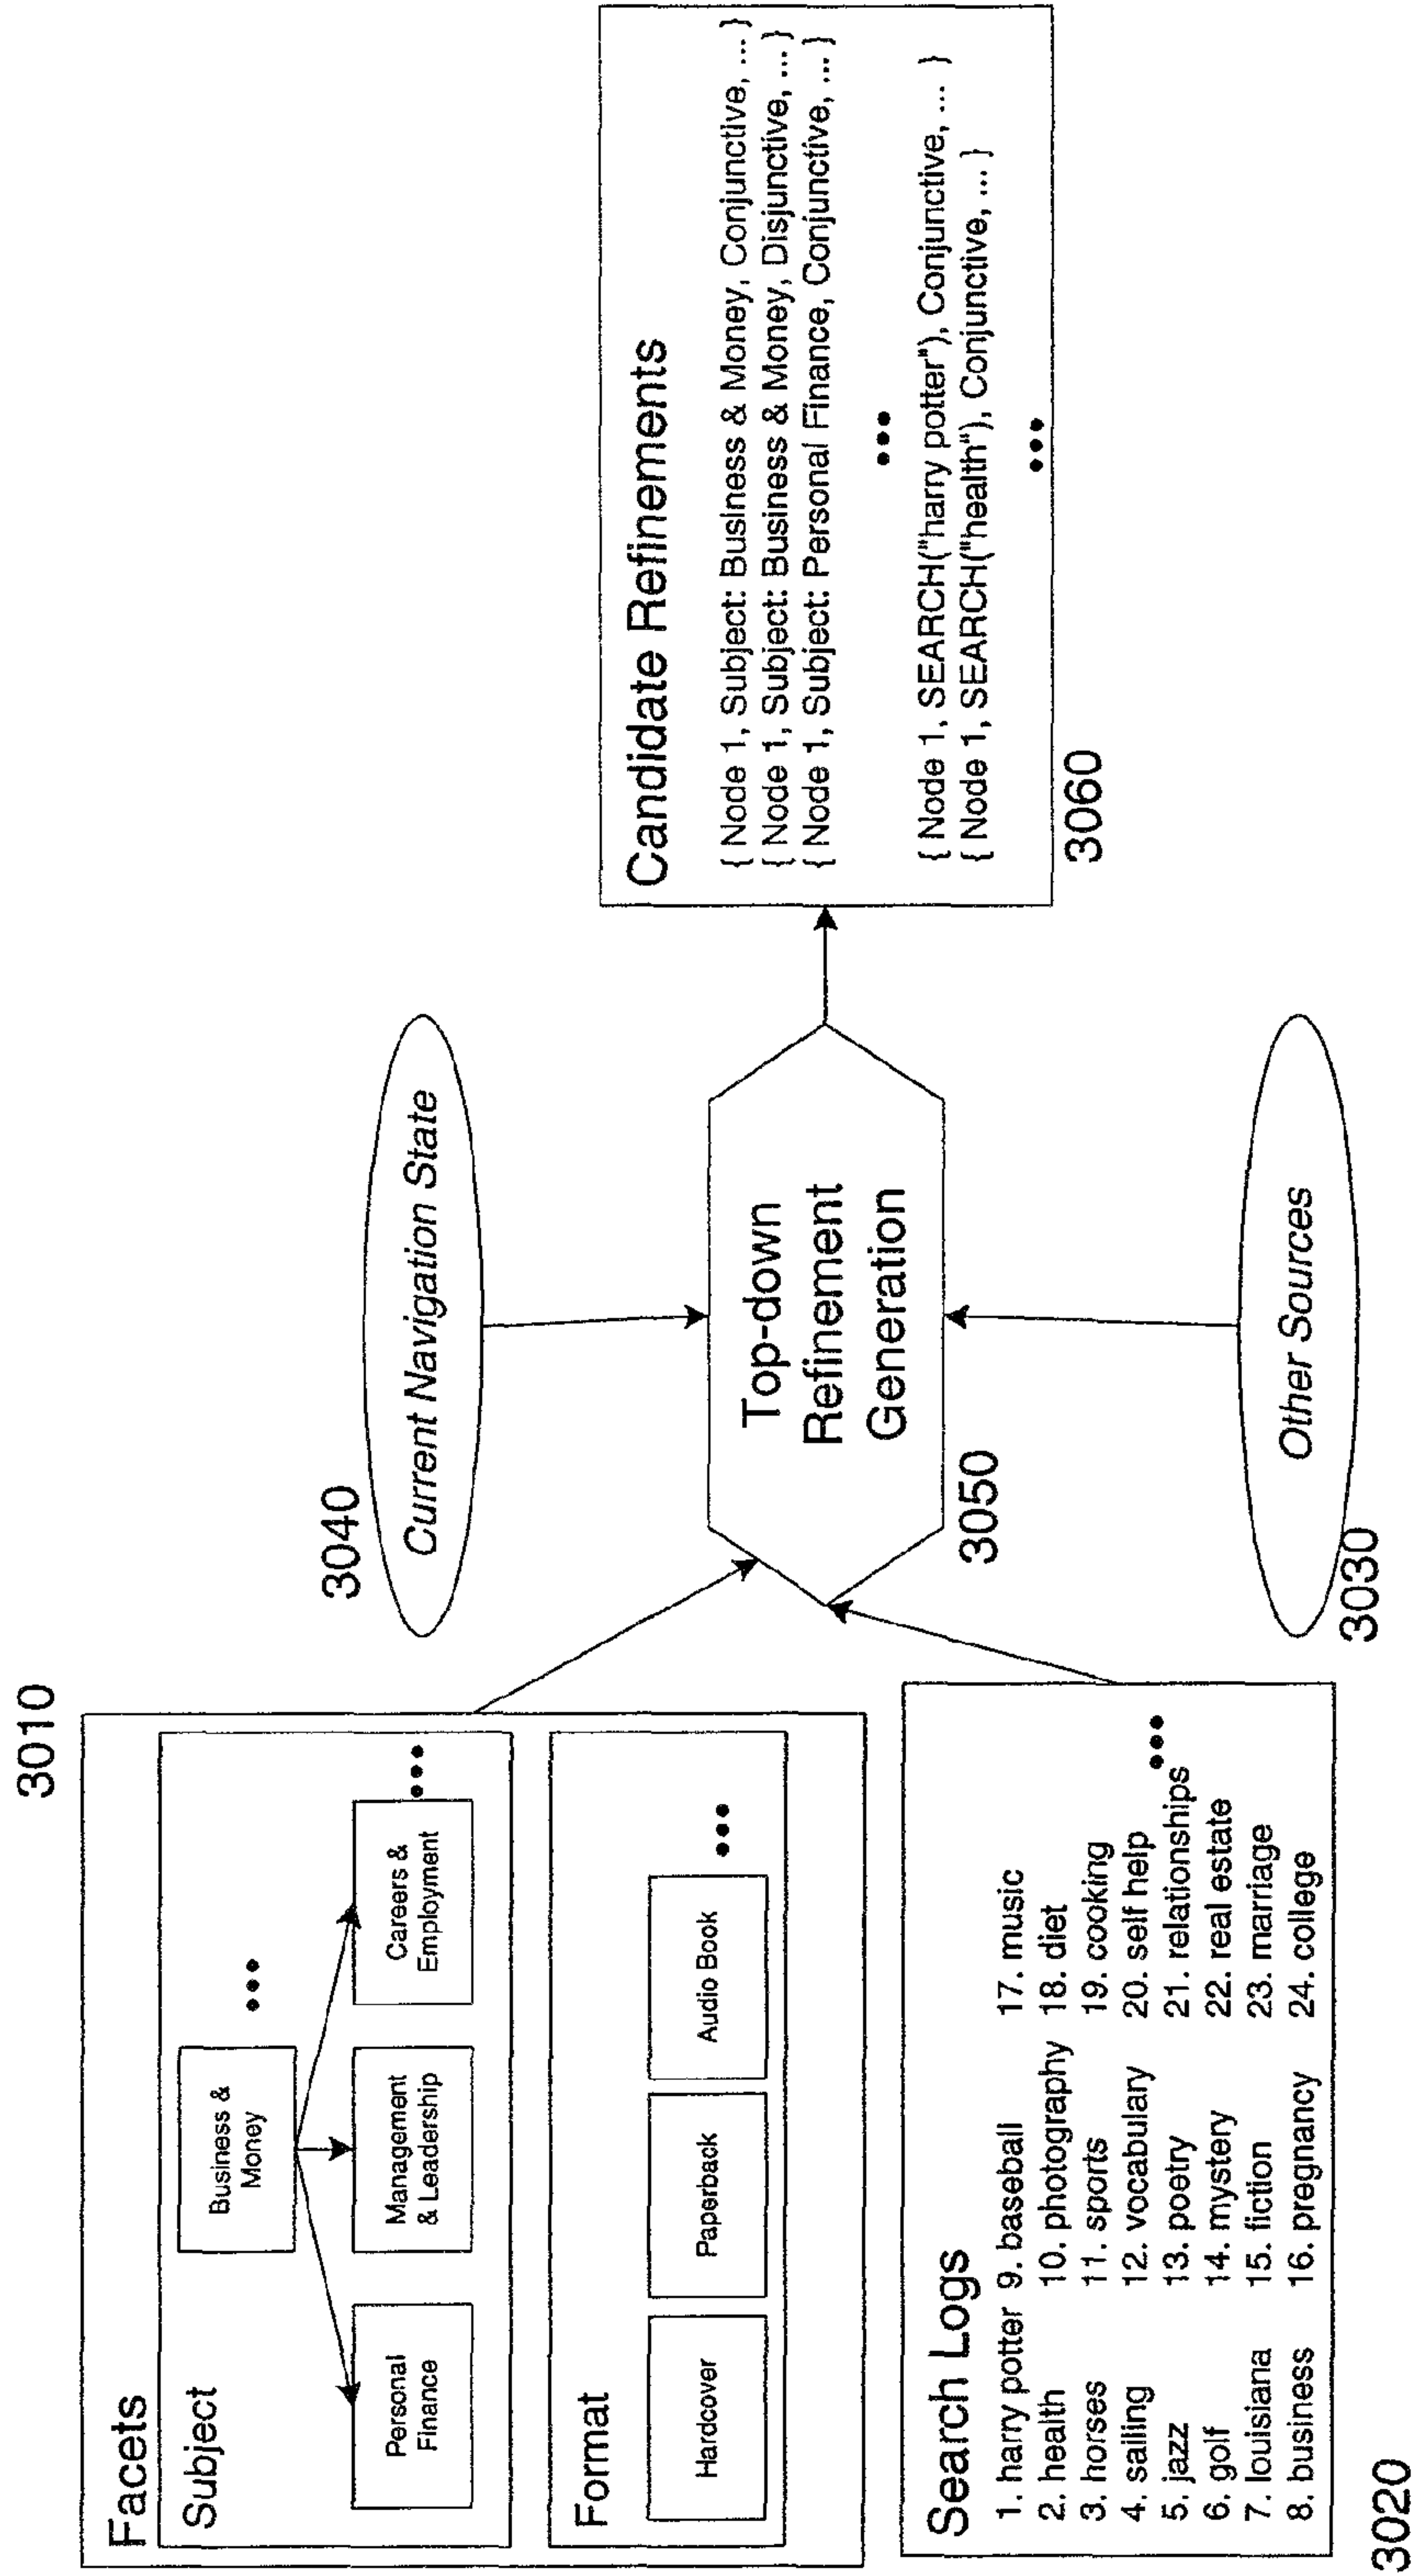 3010
Facets
Subject
Business &
Money
•••
Personal
Finance
Management
& Leadership
Careers &
Employment
•••
Format
Hardcover
Paperback
Audio Book
•••
Search Logs
1. harry potter 9. baseball 17. music
2. health 10. photography 18. diet
3. horses 11. sports 19. cooking
4. sailing 12. vocabulary 20. self help
5. jazz 13. poetry 21. relationships
6. golf 14. mystery 22. real estate
7. louisiana 15. fiction 23. marriage
8. business 16. pregnancy 24. college
•••
3020
3040
Current Navigation State
Top-down
Refinement
Generation
3050
Other Sources
3030
Candidate Refinements
{ Node 1, Subject: Business & Money, Conjunctive, ... }
{ Node 1, Subject: Business & Money, Disjunctive, ... }
{ Node 1, Subject: Personal Finance, Conjunctive, ... }
•••
{ Node 1, SEARCH("harry potter"), Conjunctive, ... }
{ Node 1, SEARCH("health"), Conjunctive, ... }
•••
3060